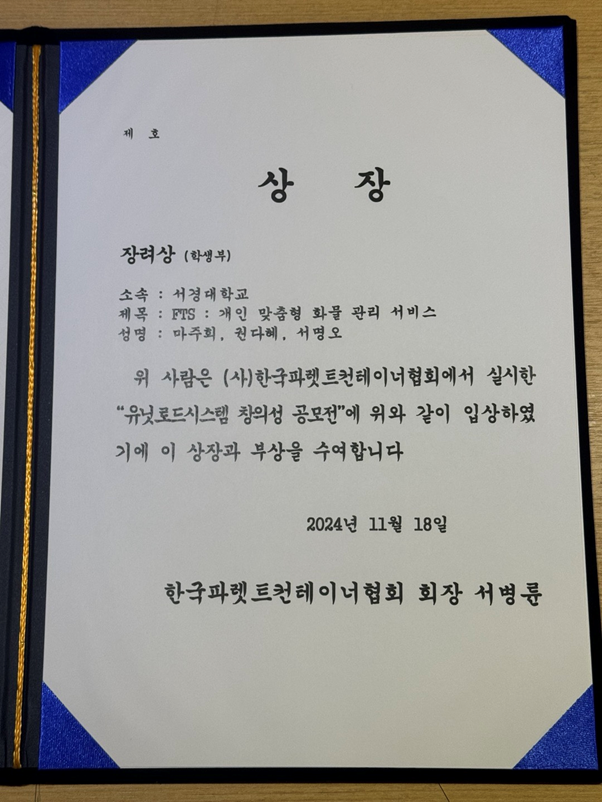 제 호
상 장
장려상 (학생부)
소속 : 서경대학교
제목 : FTS : 개인 맞춤형 화물 관리 서비스
성명 : 마주회, 권다혜, 서명오
위 사람은 (사)한국파렛트컨테이너협회에서 실시한
“유닛로드시스템 창의성 공모전”에 위와 같이 입상하였
기에 이 상장과 부상을 수여합니다
2024년 11월 18일
한국파렛트컨테이너협회 회장 서병륜